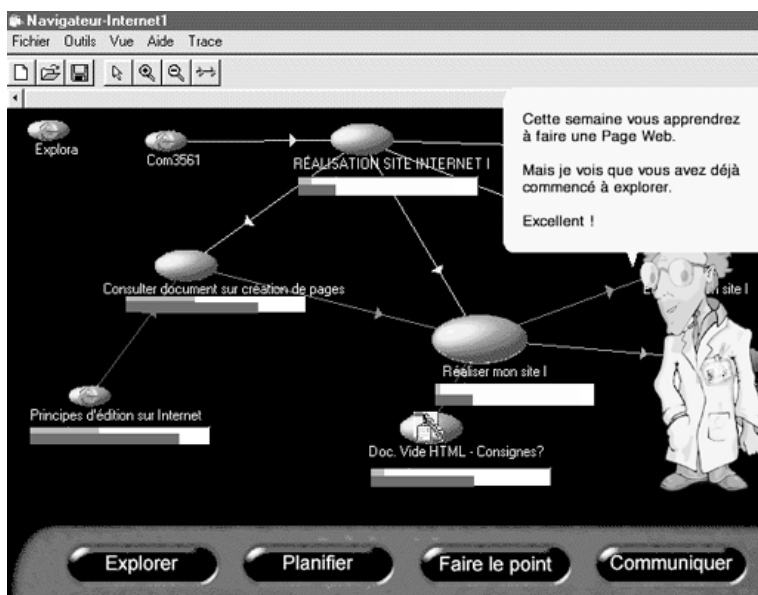 Navigateur-Internet1
Fichier Outils Vue Aide Trace
Cette semaine vous apprendrez
à faire une Page Web.
Mais je vois que vous avez déjà
commencé à explorer.
Excellent !
Explora
Com3561
RÉALISATION SITE INTERNET I
Consulter document sur création de pages
on site I
Réaliser mon site I
Principes d'édition sur Internet
Doc. Vide HTML - Consignes?
Explorer Planifier Faire le point Communiquer